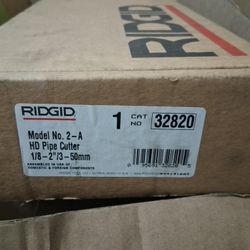 RIDGID
RIDGID
1 CAT NO 32820
Model No. 2-A
HD Pipe Cutter
1/8-2"/3-50mm
ASSEMBLED IN USA OF
DOMESTIC & FOREIGN COMPONENTS